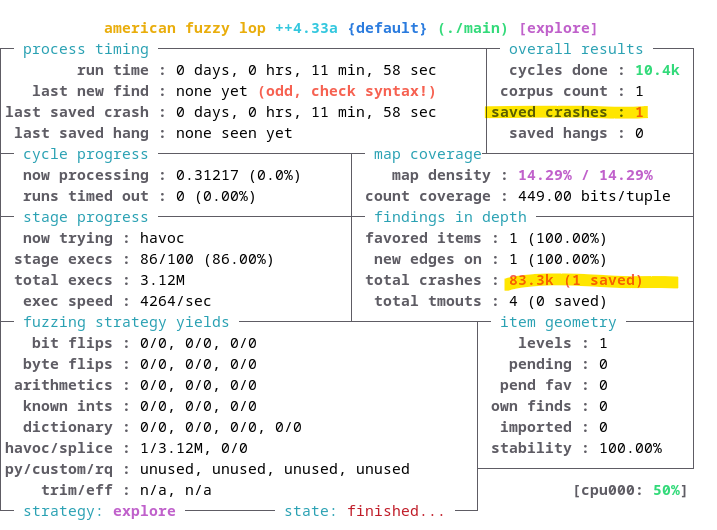 american fuzzy lop ++4.33a {default} (./main) [explore]
process timing overall results
run time : 0 days, 0 hrs, 11 min, 58 sec cycles done : 10.4k
last new find : none yet (odd, check syntax!) corpus count : 1
last saved crash : 0 days, 0 hrs, 11 min, 58 sec saved crashes : 1
last saved hang : none seen yet saved hangs : 0
cycle progress map coverage
now processing : 0.31217 (0.0%) map density : 14.29% / 14.29%
runs timed out : 0 (0.00%) count coverage : 449.00 bits/tuple
stage progress findings in depth
now trying : havoc favored items : 1 (100.00%)
stage execs : 86/100 (86.00%) new edges on : 1 (100.00%)
total execs : 3.12M total crashes : 83.3k (1 saved)
exec speed : 4264/sec total tmouts : 4 (0 saved)
fuzzing strategy yields item geometry
bit flips : 0/0, 0/0, 0/0 levels : 1
byte flips : 0/0, 0/0, 0/0 pending : 0
arithmetics : 0/0, 0/0, 0/0 pend fav : 0
known ints : 0/0, 0/0, 0/0 own finds : 0
dictionary : 0/0, 0/0, 0/0, 0/0 imported : 0
havoc/splice : 1/3.12M, 0/0 stability : 100.00%
py/custom/rq : unused, unused, unused, unused
trim/eff : n/a, n/a [cpu000: 50%]
strategy: explore state: finished...